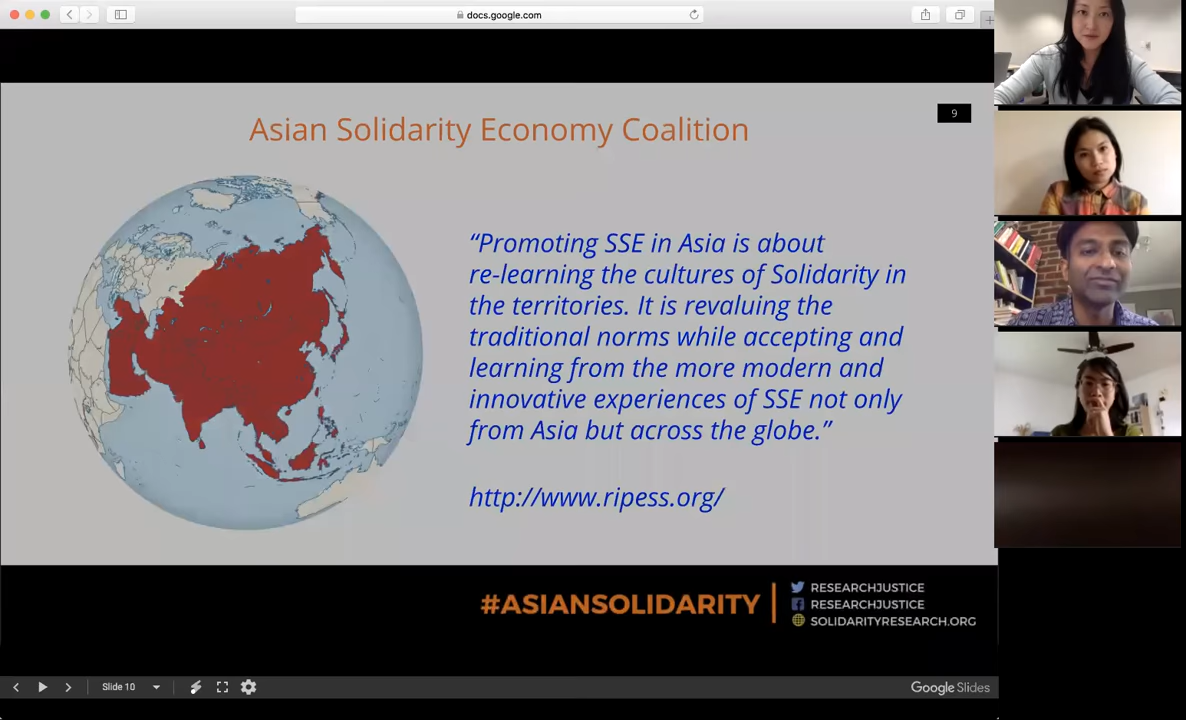 docs.google.com
9
Asian Solidarity Economy Coalition
“Promoting SSE in Asia is about
re-learning the cultures of Solidarity in
the territories. It is revaluing the
traditional norms while accepting and
learning from the more modern and
innovative experiences of SSE not only
from Asia but across the globe.”
http://www.ripess.org/
#ASIANSOLIDARITY
RESEARCHJUSTICE
RESEARCHJUSTICE
SOLIDARITYRESEARCH.ORG
Slide 10
Google Slides